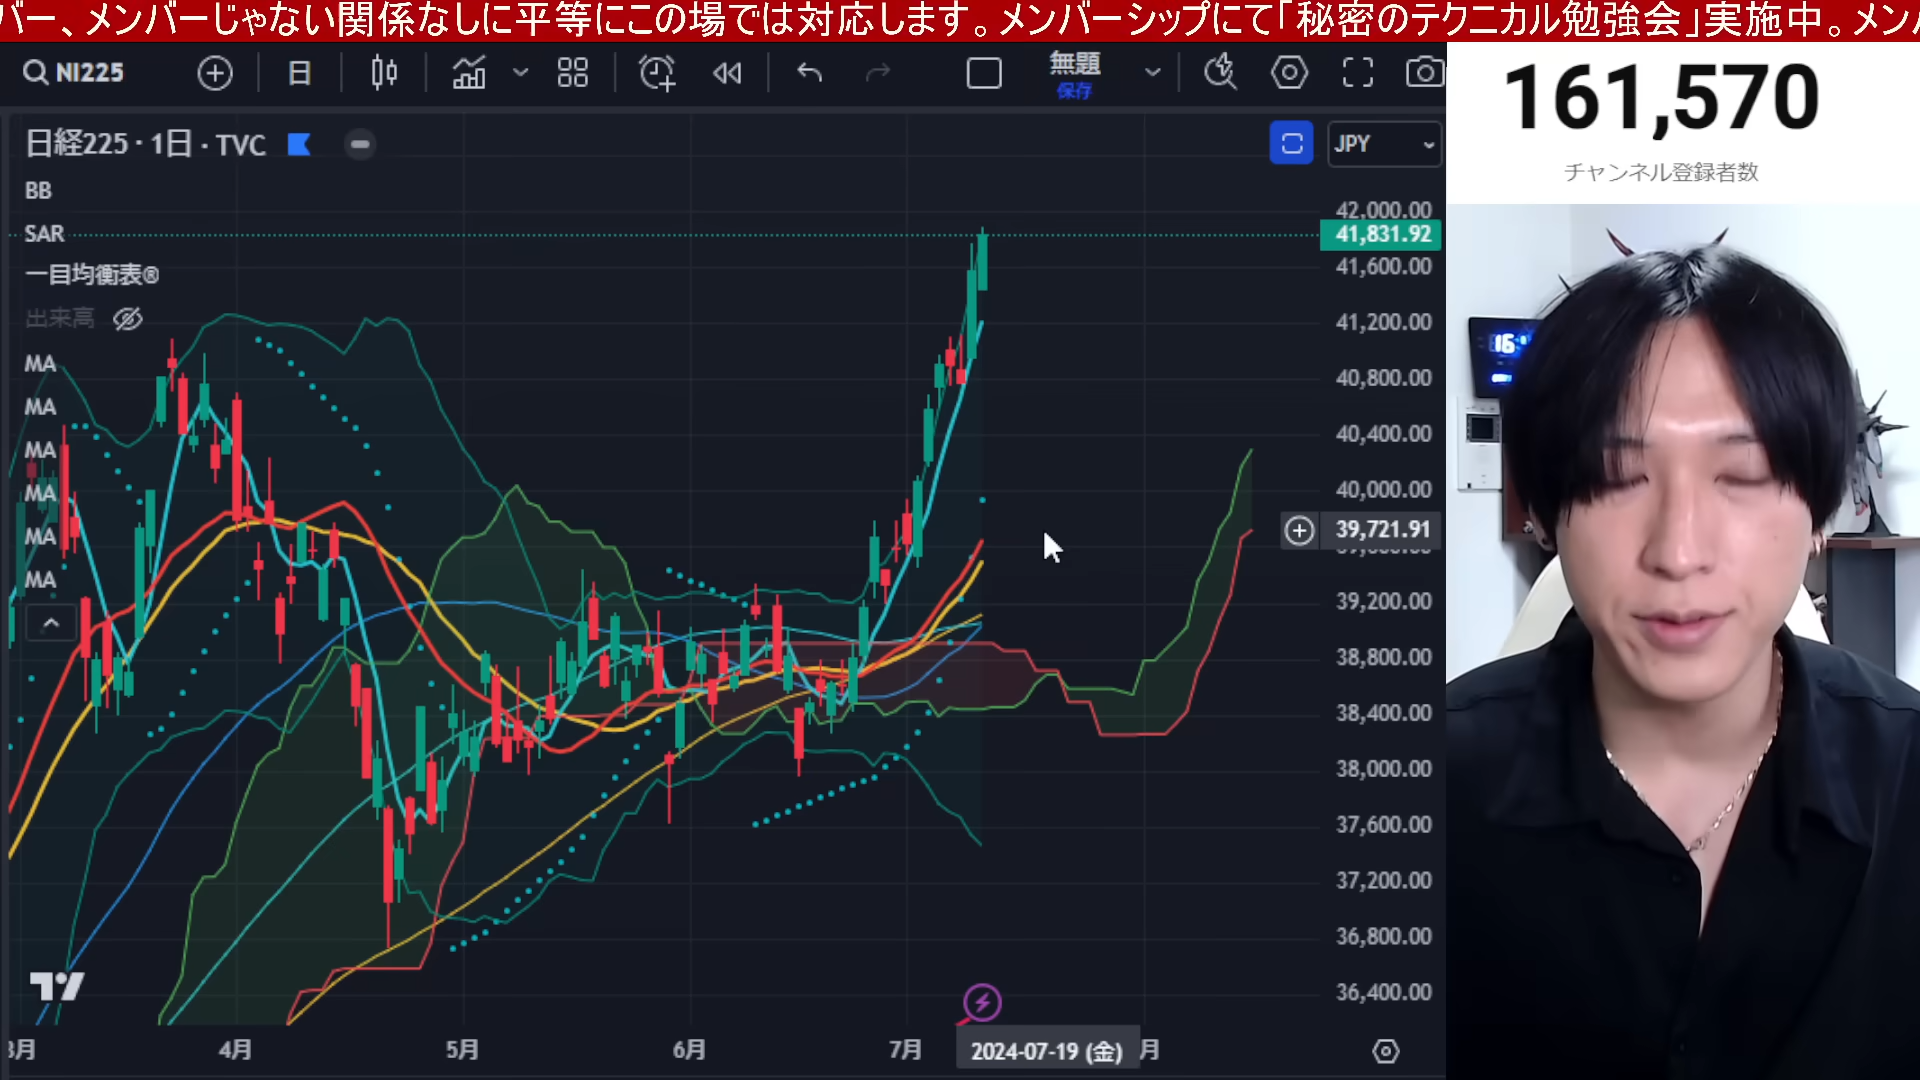 バー、メンバーじゃない関係なしに平等にこの場では対応します。メンバーシップにて「秘密のテクニカル勉強会」実施中。メン
NI225
日
無題
保存
161,570
チャンネル登録者数
日経225・1日・TVC
JPY
BB
SAR
一目均衡表®
出来高
MA
MA
MA
MA
MA
MA
42,000.00
41,831.92
41,600.00
41,200.00
40,800.00
40,400.00
40,000.00
39,721.91
39,200.00
38,800.00
38,400.00
38,000.00
37,600.00
37,200.00
36,800.00
36,400.00
16
3月
4月
5月
6月
7月
2024-07-19 (金)
月